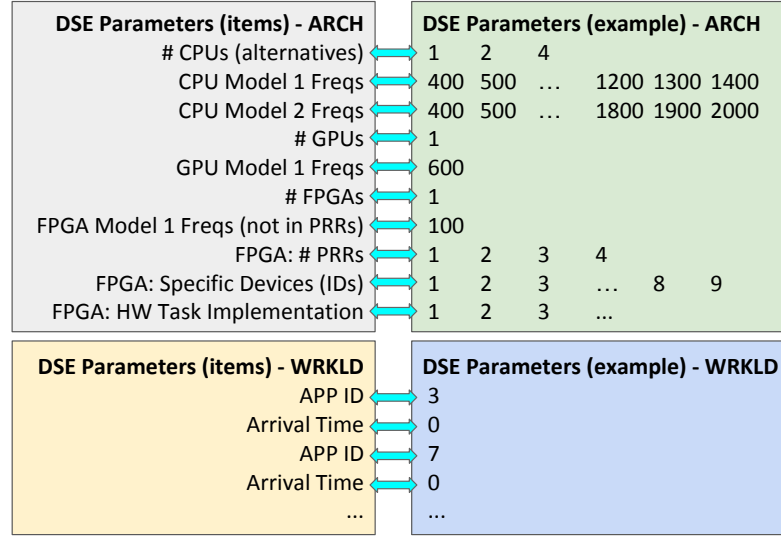 DSE Parameters (items) - ARCH DSE Parameters (example) - ARCH
# CPUs (alternatives) 1 2 4
CPU Model 1 Freqs 400 500 … 1200 1300 1400
CPU Model 2 Freqs 400 500 … 1800 1900 2000
# GPUs 1
GPU Model 1 Freqs 600
# FPGAs 1
FPGA Model 1 Freqs (not in PRRs) 100
FPGA: # PRRs 1 2 3 4
FPGA: Specific Devices (IDs) 1 2 3 … 8 9
FPGA: HW Task Implementation 1 2 3 ...
DSE Parameters (items) - WRKLD DSE Parameters (example) - WRKLD
APP ID 3
Arrival Time 0
APP ID 7
Arrival Time 0
... ...